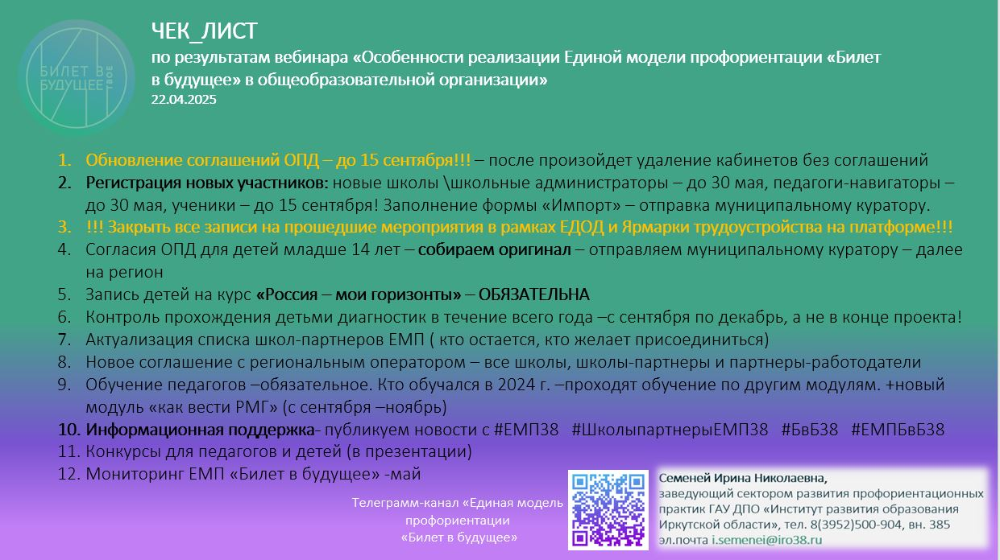 БИЛЕТ В
БУДУЩЕЕ
ТВОЕ
ЧЕК_ЛИСТ
по результатам вебинара «Особенности реализации Единой модели профориентации «Билет
в будущее» в общеобразовательной организации»
22.04.2025
1. Обновление соглашений ОПД – до 15 сентября!!! – после произойдет удаление кабинетов без соглашений
2. Регистрация новых участников: новые школы \школьные администраторы – до 30 мая, педагоги-навигаторы –
до 30 мая, ученики – до 15 сентября! Заполнение формы «Импорт» – отправка муниципальному куратору.
3. !!! Закрыть все записи на прошедшие мероприятия в рамках ЕДОД и Ярмарки трудоустройства на платформе!!!
4. Согласия ОПД для детей младше 14 лет – собираем оригинал – отправляем муниципальному куратору – далее
на регион
5. Запись детей на курс «Россия – мои горизонты» – ОБЯЗАТЕЛЬНА
6. Контроль прохождения детьми диагностик в течение всего года –с сентября по декабрь, а не в конце проекта!
7. Актуализация списка школ-партнеров ЕМП ( кто остается, кто желает присоединиться)
8. Новое соглашение с региональным оператором – все школы, школы-партнеры и партнеры-работодатели
9. Обучение педагогов –обязательное. Кто обучался в 2024 г. –проходят обучение по другим модулям. +новый
модуль «как вести РМГ» (с сентября –ноябрь)
10. Информационная поддержка- публикуем новости с #ЕМП38 #ШколыпартнерыЕМП38 #БвБ38 #ЕМПБвБ38
11. Конкурсы для педагогов и детей (в презентации)
12. Мониторинг ЕМП «Билет в будущее» -май
Телеграмм-канал «Единая модель
профориентации
«Билет в будущее»
Семеней Ирина Николаевна,
заведующий сектором развития профориентационных
практик ГАУ ДПО «Институт развития образования
Иркутской области», тел. 8(3952)500-904, вн. 385
эл.почта i.semenei@iro38.ru